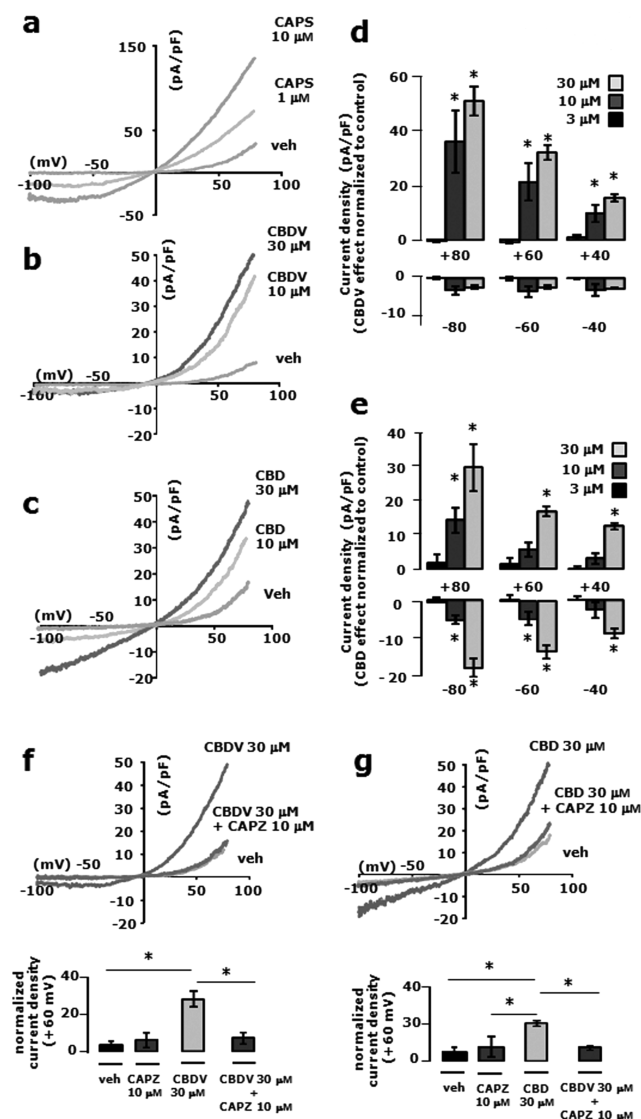 a
CAPS
10 µM
150
(pA/pF)
CAPS
1 µM
50
veh
(mV)
-50
-100
50
100
-50
b
50
CBDV
30 µM
(pA/pF)
40
CBDV
10 µM
30
20
10
veh
(mV)
-50
-100
50
100
-10
-20
c
50
CBD
30 µM
(pA/pF)
40
CBD
10 µM
30
20
10
Veh
(mV)
-50
-100
50
100
-10
-20
d
Current density (pA/pF)
(CBDV effect normalized to control)
60
40
20
0
30 µM
10 µM
3 µM
* *
* *
* *
+80
+60
+40
0
-10
-80
-60
-40
e
Current density (pA/pF)
(CBD effect normalized to control)
40
30
20
10
0
30 µM
10 µM
3 µM
* *
*
*
+80
+60
+40
0
-10
-20
* *
* *
*
-80
-60
-40
f
50
CBDV 30 µM
(pA/pF)
40
30
CBDV 30 µM
+ CAPZ 10 µM
20
10
veh
(mV)
-50
-100
50
100
-10
-20
normalized
current density
(+60 mV)
40
20
0
*
*
veh
CAPZ
10 µM
CBDV
30 µM
CBDV 30 µM
+
CAPZ 10 µM
g
50
CBD 30 µM
(pA/pF)
40
CBD 30 µM
+ CAPZ 10 µM
30
20
10
veh
(mV)
-50
-100
50
100
-10
-20
normalized
current density
(+60 mV)
40
30
0
*
*
*
veh
CAPZ
10 µM
CBD
30 µM
CBDV 30 µM
+
CAPZ 10 µM